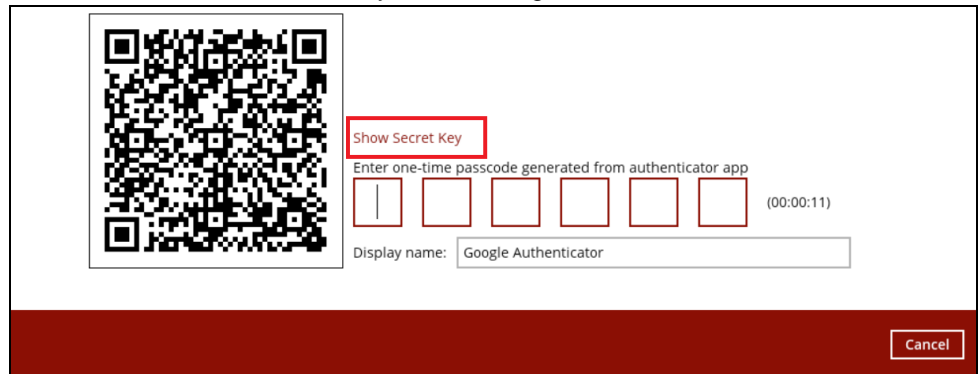 Show Secret Key
Enter one-time passcode generated from authenticator app
(00:00:11)
Display name: Google Authenticator
Cancel